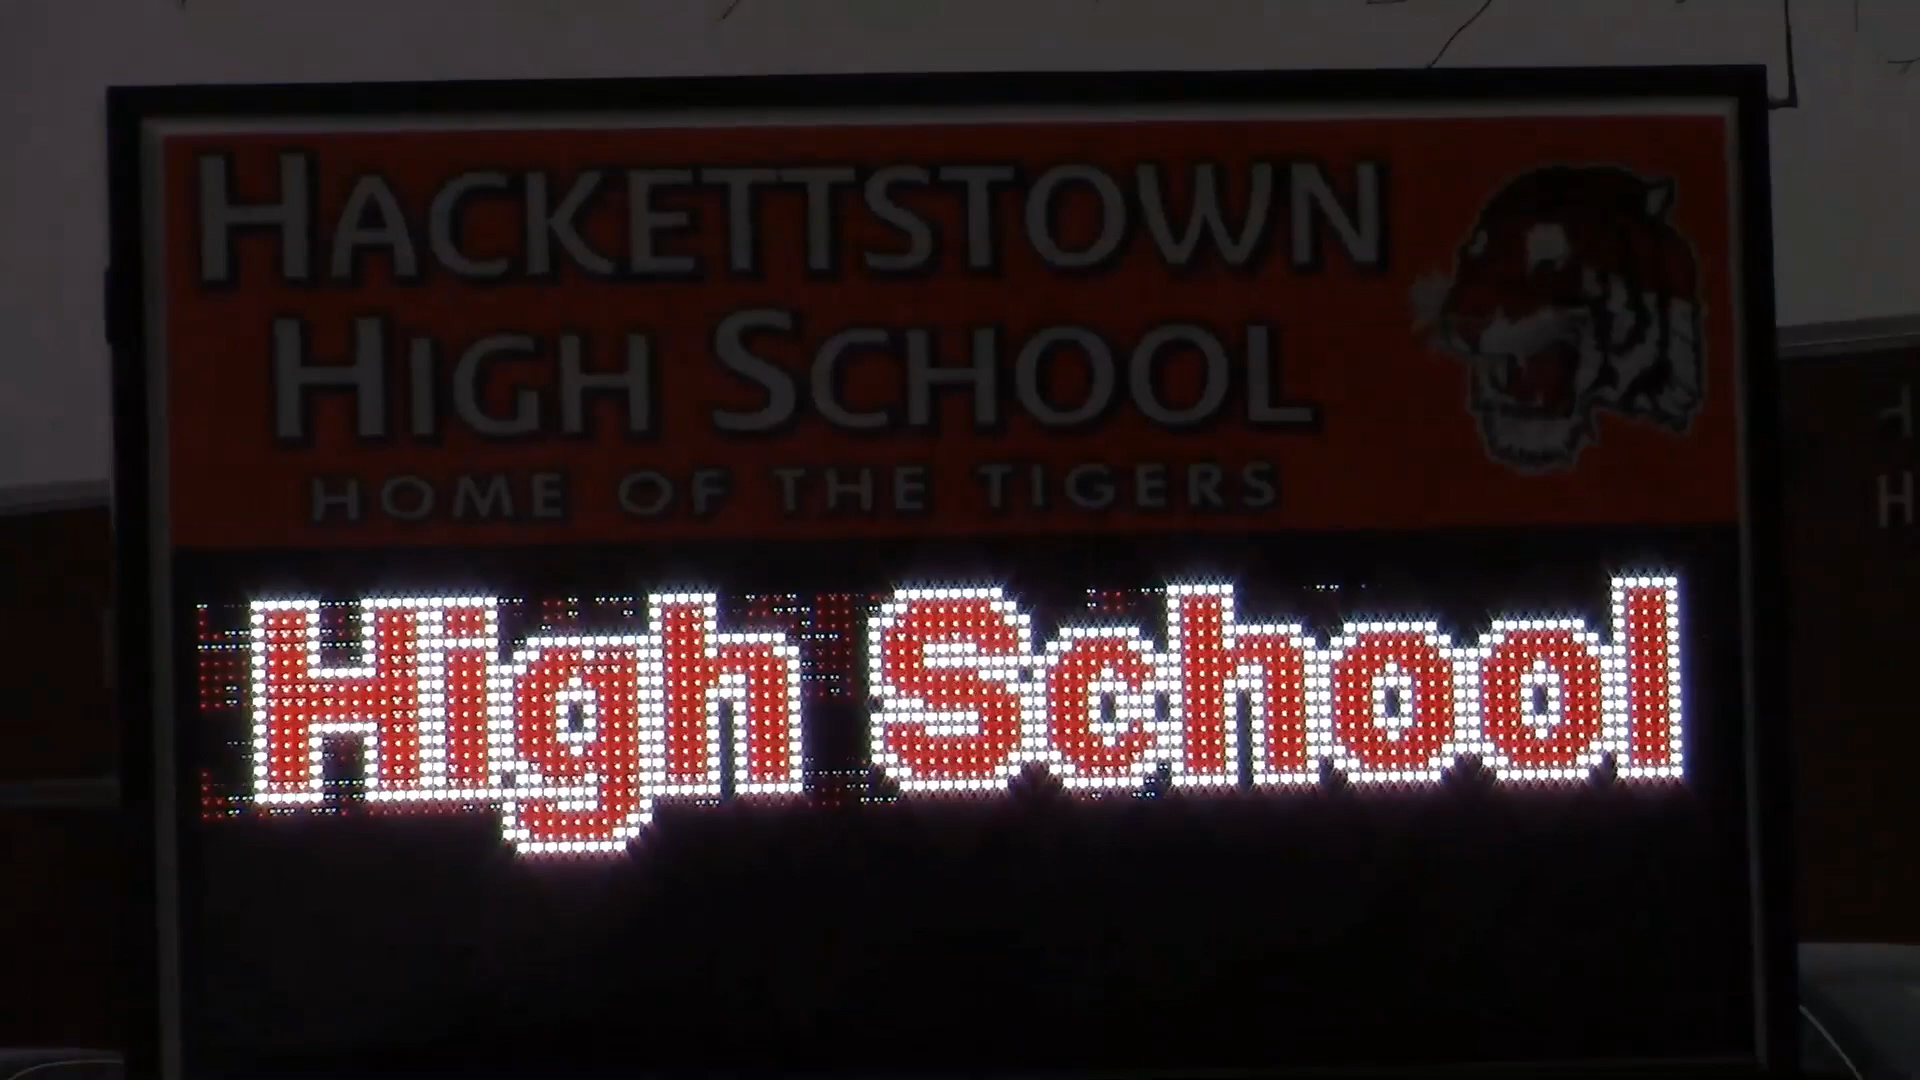 HACKETTSTOWN
HIGH SCHOOL
HOME OF THE TIGERS
High School